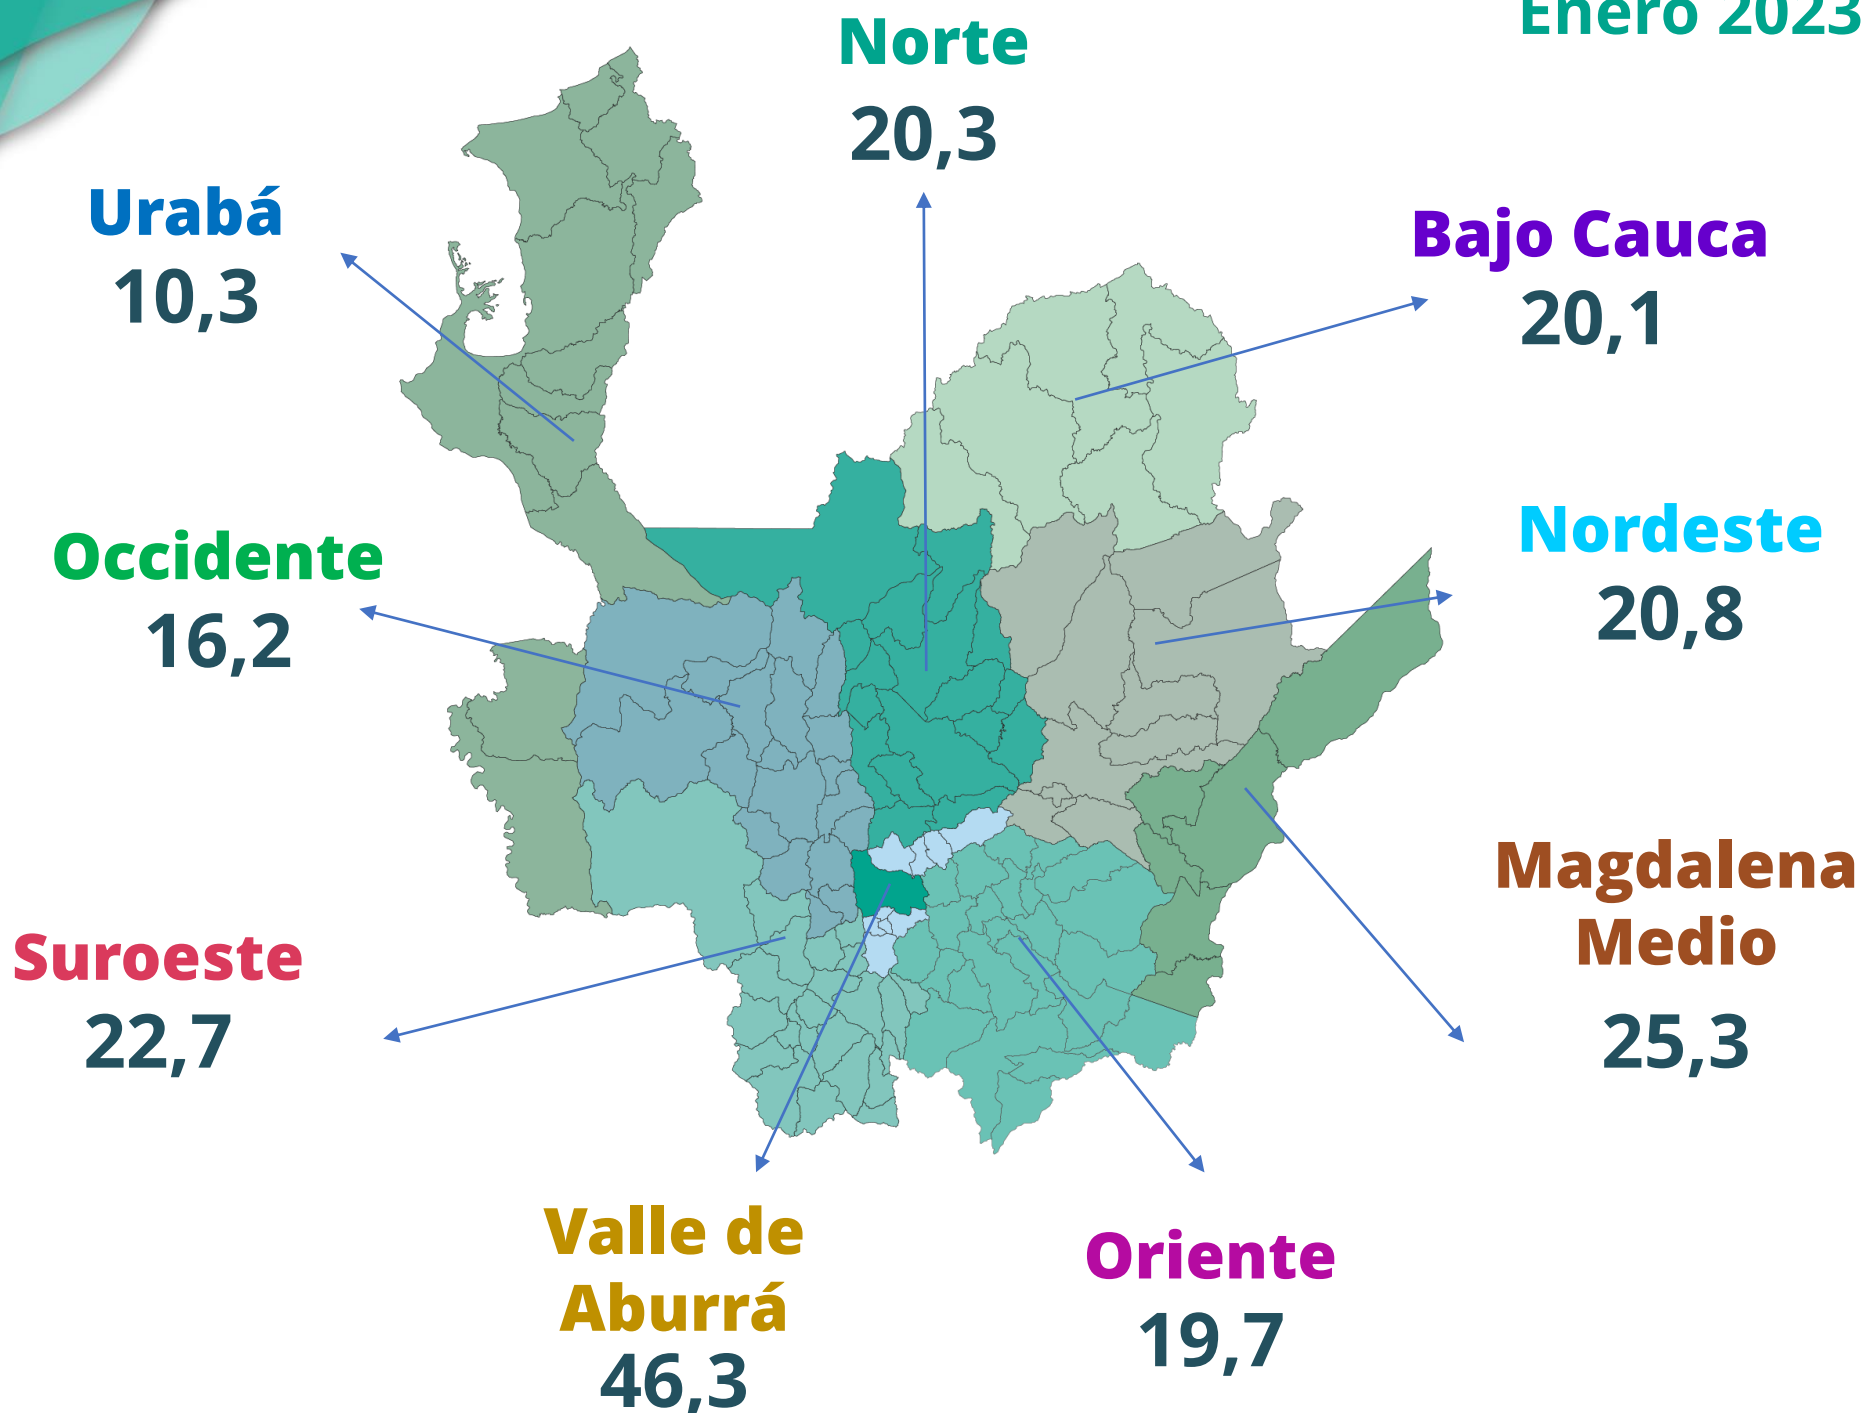 Enero 2023
Norte
20,3
Urabá
10,3
Bajo Cauca
20,1
Occidente
16,2
Nordeste
20,8
Suroeste
22,7
Magdalena
Medio
25,3
Valle de
Aburrá
46,3
Oriente
19,7